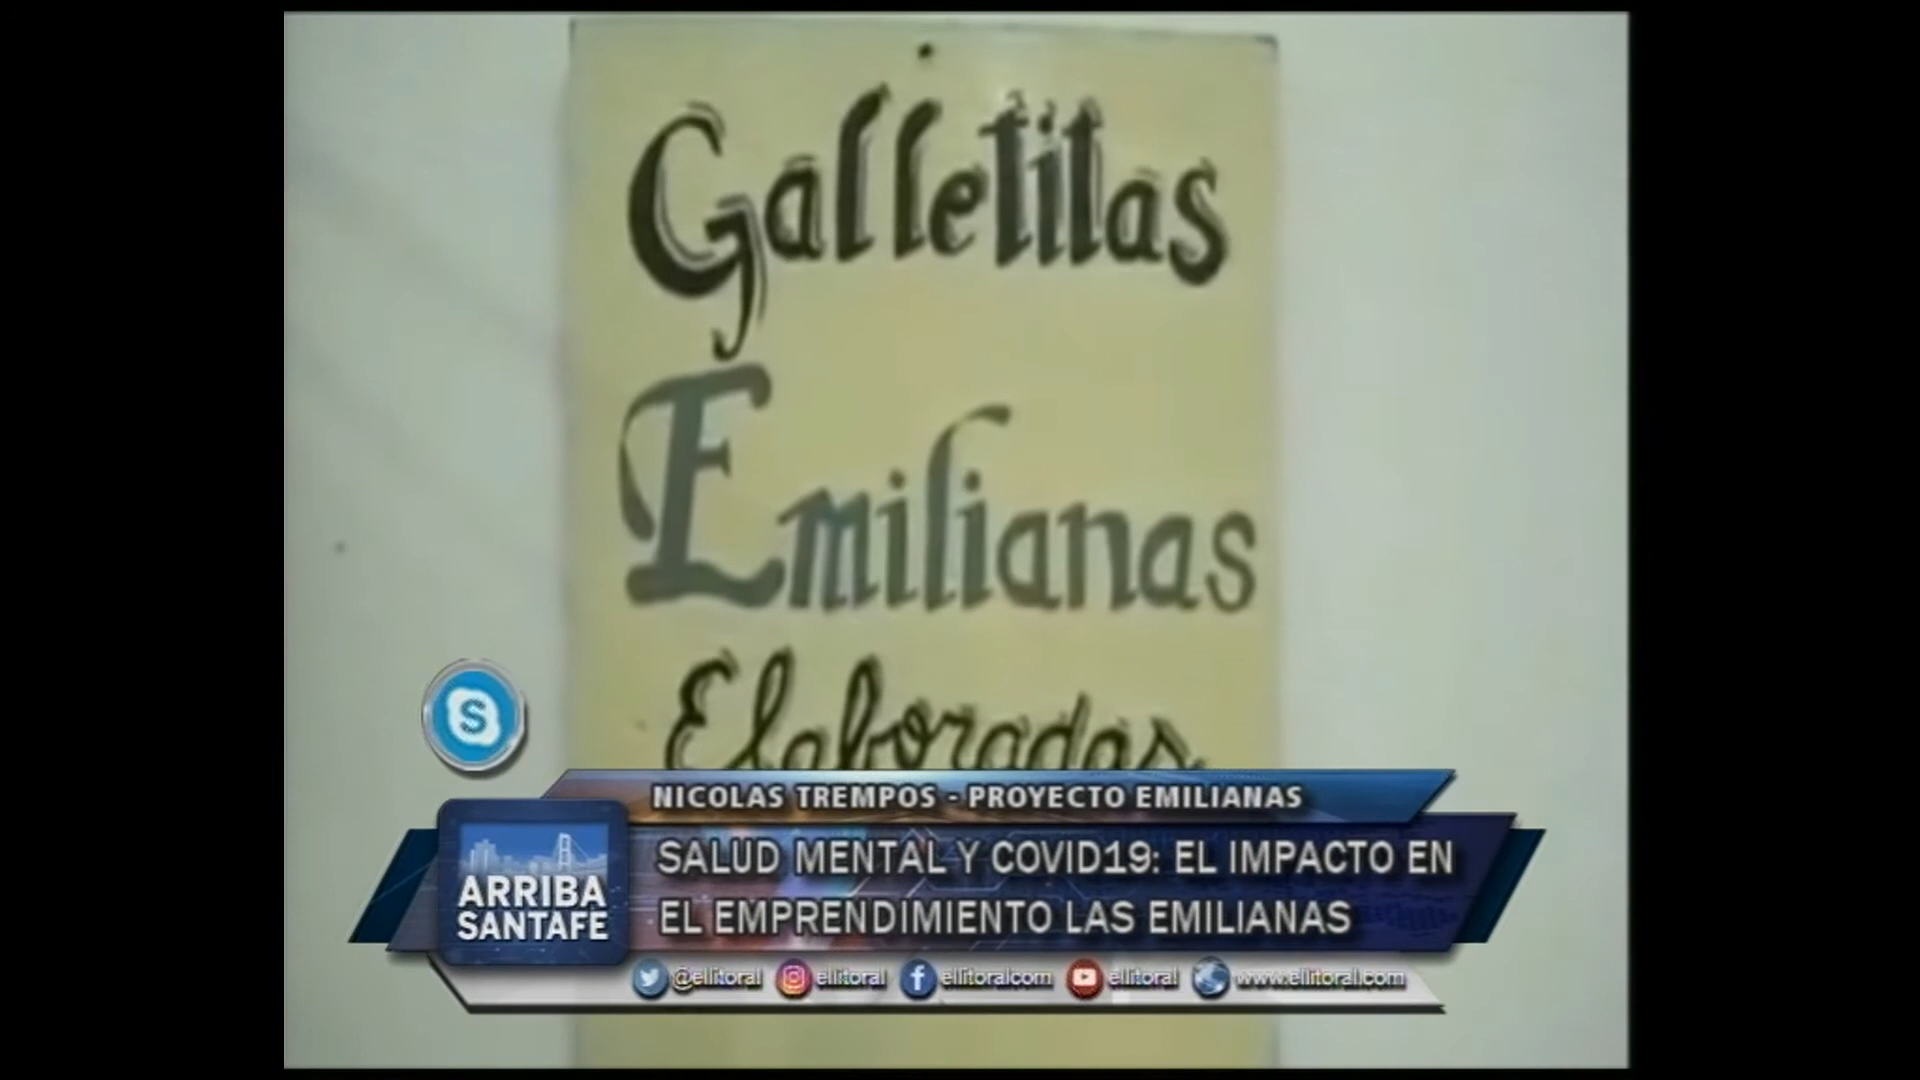 Galletitas
Emilianas
Elaboradas
S
NICOLAS TREMPOS - PROYECTO EMILIANAS
SALUD MENTAL Y COVID19: EL IMPACTO EN
EL EMPRENDIMIENTO LAS EMILIANAS
ARRIBA
SANTAFE
@ellitoral ellitoral ellitoralcom ellitoral www.ellitoral.com